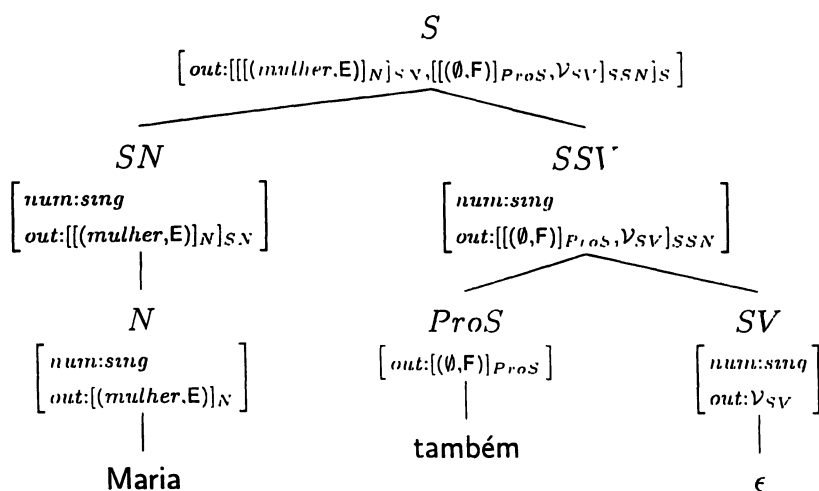 S
[out:[[[(mulher,E)]N]SN,[[(∅,F)]ProS,𝒱SV]SSN]S]
SN SSV
[num:sing [num:sing
out:[[(mulher,E)]N]SN] out:[[(∅,F)]ProS,𝒱SV]SSN]
N ProS SV
[num:sing [out:[(∅,F)]ProS] [num:sing
out:[(mulher,E)]N] out:𝒱SV]
Maria também ϵ